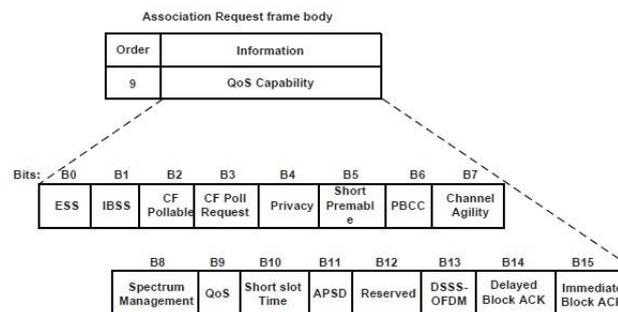 Association Request frame body
Order Information
9 QoS Capability
Bits: B0 B1 B2 B3 B4 B5 B6 B7
ESS IBSS CF Pollable CF Poll Request Privacy Short Premable PBCC Channel Agility
B8 B9 B10 B11 B12 B13 B14 B15
Spectrum Management QoS Short slot Time APSD Reserved DSSS-OFDM Delayed Block ACK Immediate Block ACK